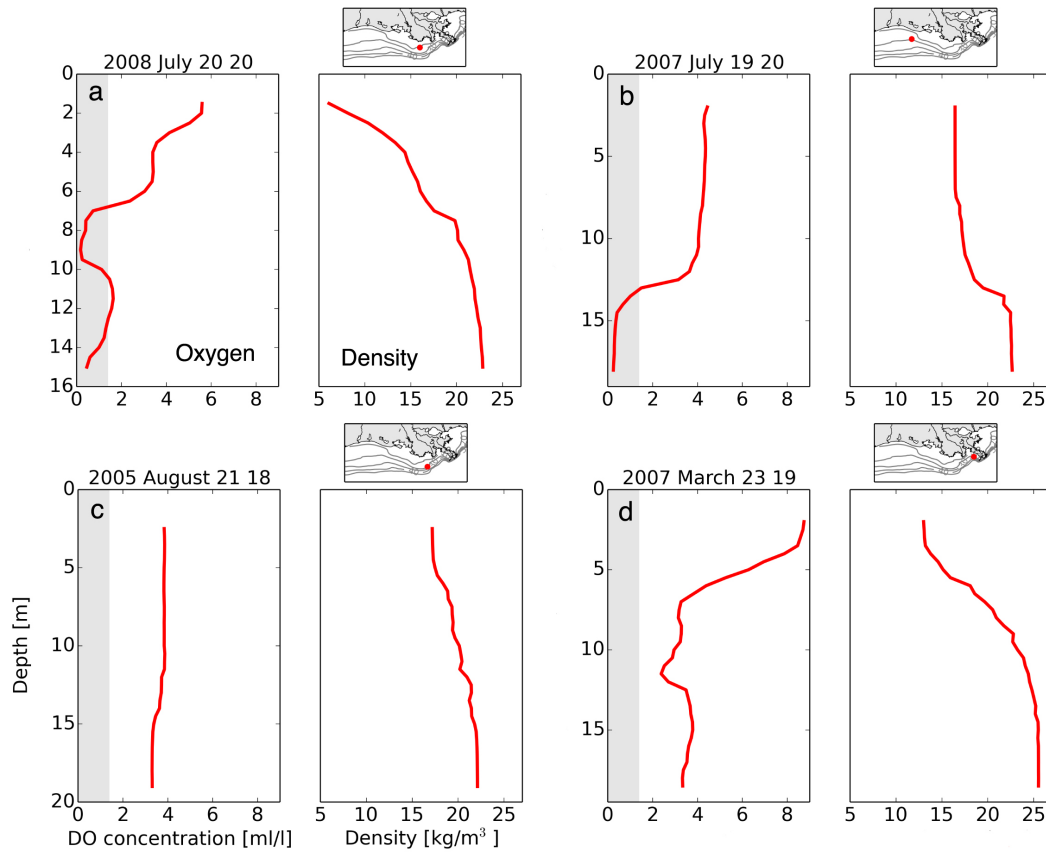 2008 July 20 20
2007 July 19 20
a
b
0
2
4
6
8
10
12
14
16
0
5
10
15
Oxygen
Density
0 2 4 6 8
5 10 15 20 25
0 2 4 6 8
5 10 15 20 25
2005 August 21 18
2007 March 23 19
c
d
0
5
10
15
20
0
5
10
15
Depth [m]
0 2 4 6 8
5 10 15 20 25
0 2 4 6 8
5 10 15 20 25
DO concentration [ml/l]
Density [kg/m³ ]